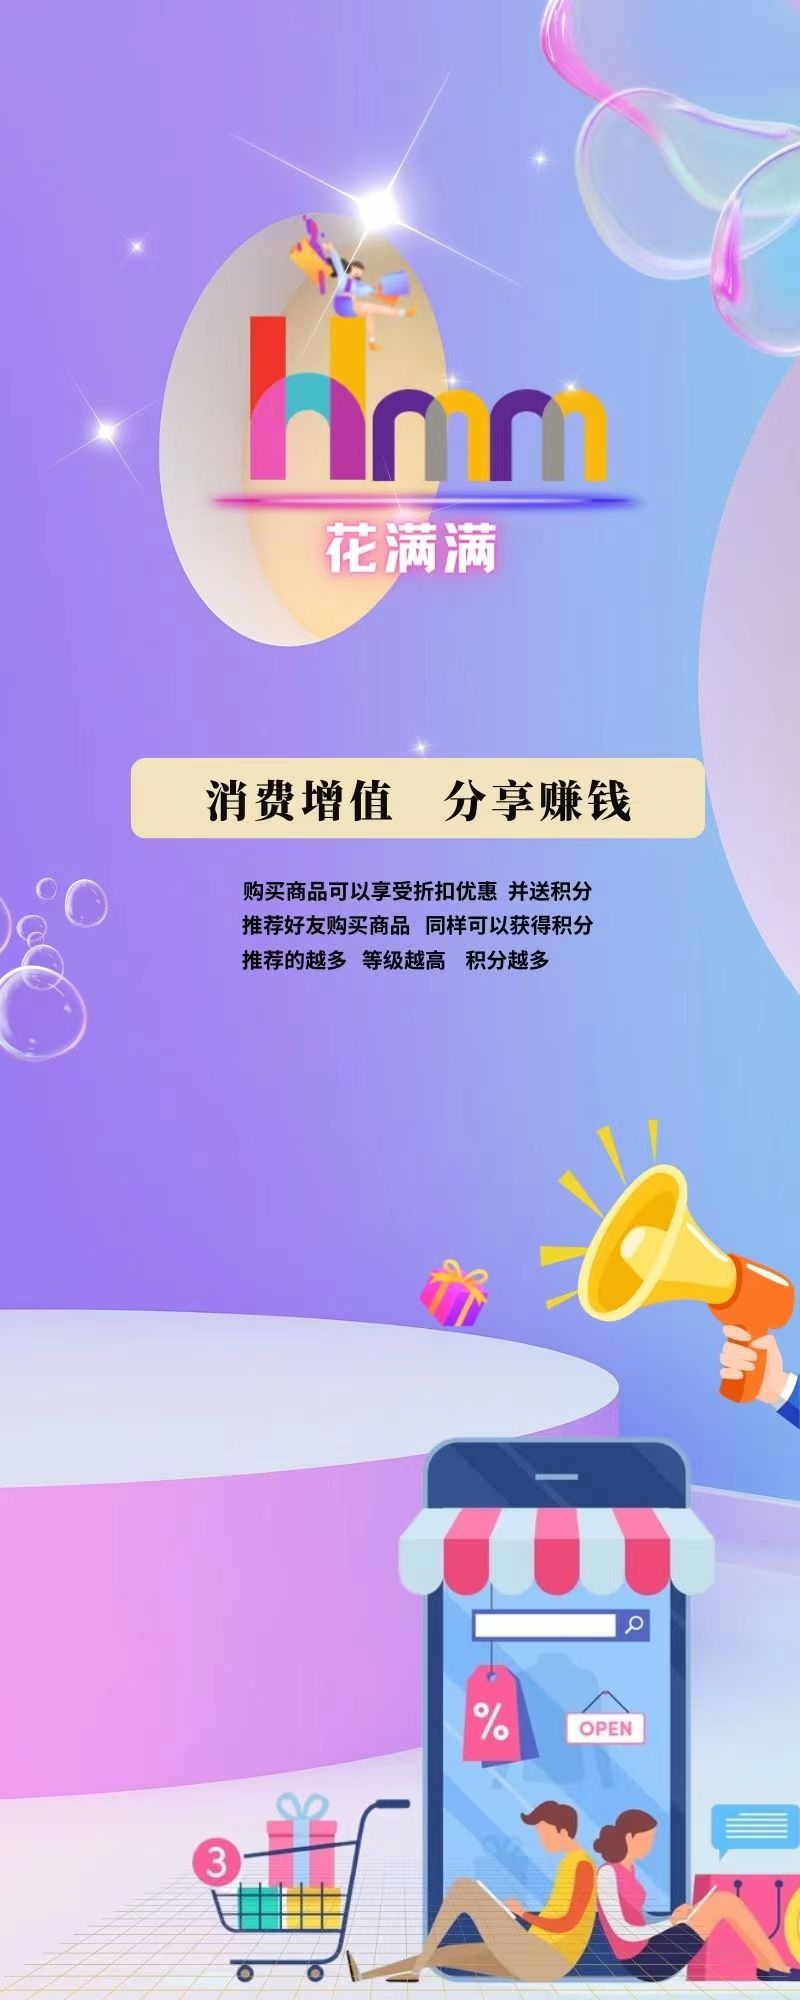 Hmm
花满满
消费增值 分享赚钱
购买商品可以享受折扣优惠 并送积分
推荐好友购买商品 同样可以获得积分
推荐的越多 等级越高 积分越多
%
OPEN
3